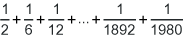 1/2 + 1/6 + 1/12 + ... + 1/1892 + 1/1980